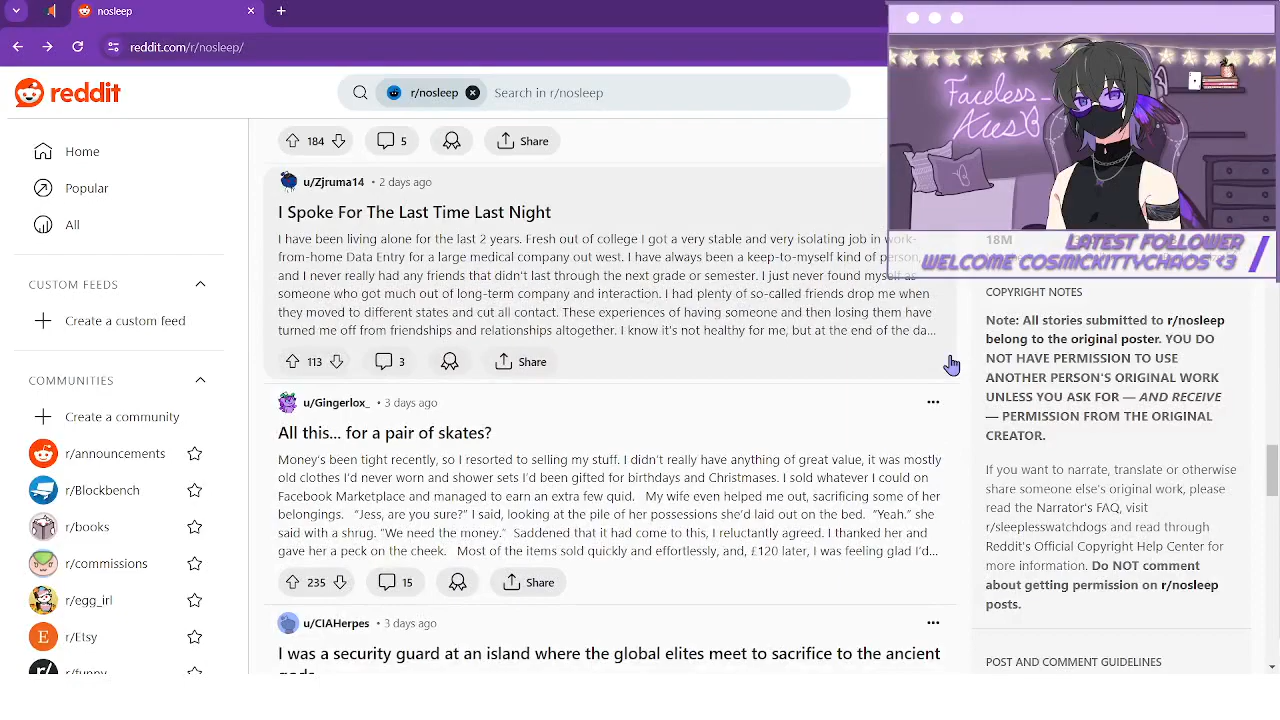 nosleep
reddit.com/r/nosleep/
reddit
r/nosleep
Search in r/nosleep
Home
Popular
All
CUSTOM FEEDS
Create a custom feed
COMMUNITIES
Create a community
r/announcements
r/Blockbench
r/books
r/commissions
r/egg_irl
r/Etsy
r/funny
184
5
Share
u/Zjruma14 • 2 days ago
I Spoke For The Last Time Last Night
I have been living alone for the last 2 years. Fresh out of college I got a very stable and very isolating job in work-
from-home Data Entry for a large medical company out west. I have always been a keep-to-myself kind of person,
and I never really had any friends that didn't last through the next grade or semester. I just never found myself as
someone who got much out of long-term company and interaction. I had plenty of so-called friends drop me when
they moved to different states and cut all contact. These experiences of having someone and then losing them have
turned me off from friendships and relationships altogether. I know it's not healthy for me, but at the end of the da...
113
3
Share
u/Gingerlox_ • 3 days ago
All this... for a pair of skates?
Money's been tight recently, so I resorted to selling my stuff. I didn't really have anything of great value, it was mostly
old clothes I'd never worn and shower sets I'd been gifted for birthdays and Christmases. I sold whatever I could on
Facebook Marketplace and managed to earn an extra few quid. My wife even helped me out, sacrificing some of her
belongings. “Jess, are you sure?” I said, looking at the pile of her possessions she'd laid out on the bed. “Yeah.” she
said with a shrug. “We need the money.” Saddened that it had come to this, I reluctantly agreed. I thanked her and
gave her a peck on the cheek. Most of the items sold quickly and effortlessly, and, £120 later, I was feeling glad I'd...
235
15
Share
u/CIAHerpes • 3 days ago
I was a security guard at an island where the global elites meet to sacrifice to the ancient
Faceless_
18M
LATEST FOLLOWER
WELCOME COSMICKITTYCHAOS <3
COPYRIGHT NOTES
Note: All stories submitted to r/nosleep
belong to the original poster. YOU DO
NOT HAVE PERMISSION TO USE
ANOTHER PERSON'S ORIGINAL WORK
UNLESS YOU ASK FOR — AND RECEIVE
— PERMISSION FROM THE ORIGINAL
CREATOR.
If you want to narrate, translate or otherwise
share someone else's original work, please
read the Narrator's FAQ, visit
r/sleeplesswatchdogs and read through
Reddit's Official Copyright Help Center for
more information. Do NOT comment
about getting permission on r/nosleep
posts.
POST AND COMMENT GUIDELINES